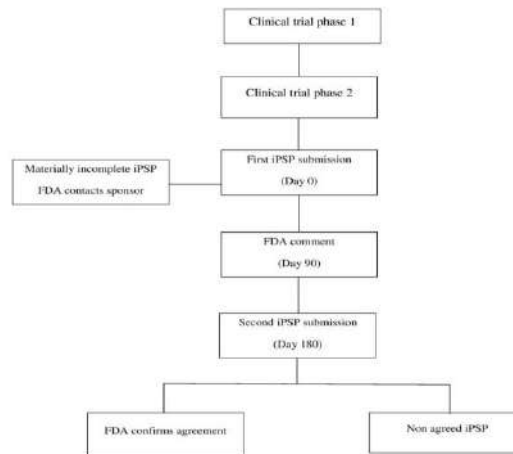 Clinical trial phase 1
Clinical trial phase 2
First iPSP submission
(Day 0)
Materially incomplete iPSP
FDA contacts sponsor
FDA comment
(Day 90)
Second iPSP submission
(Day 180)
FDA confirms agreement
Non agreed iPSP